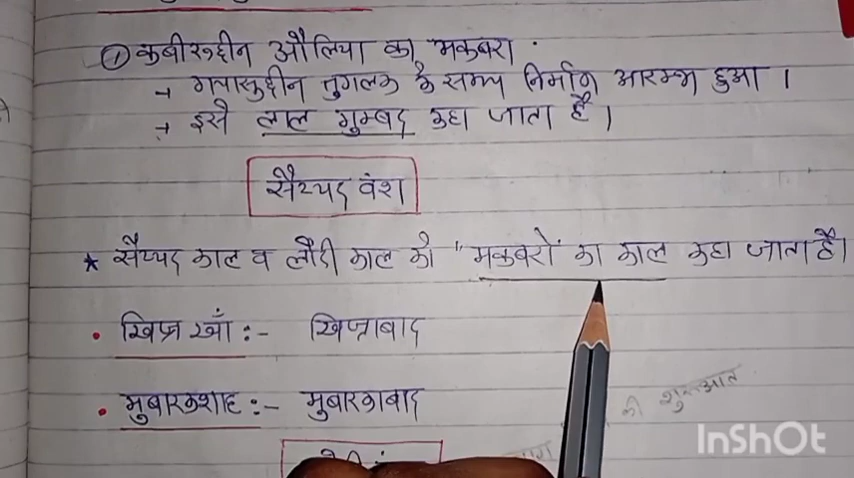 ① कबीरूद्दीन औलिया का मकबरा .
→ गयासुद्दीन तुगलक के समय निर्माण आरम्भ हुआ ।
→ इसे लाल गुम्बद कहा जाता है ।
सैय्यद वंश
* सैय्यद काल व लोदी काल को "मकबरों का काल कहा जाता है।
• खिज्र खाँ :- खिज्राबाद
• मुबारकशाह :- मुबारकाबाद
की शुरूआत
InShOt